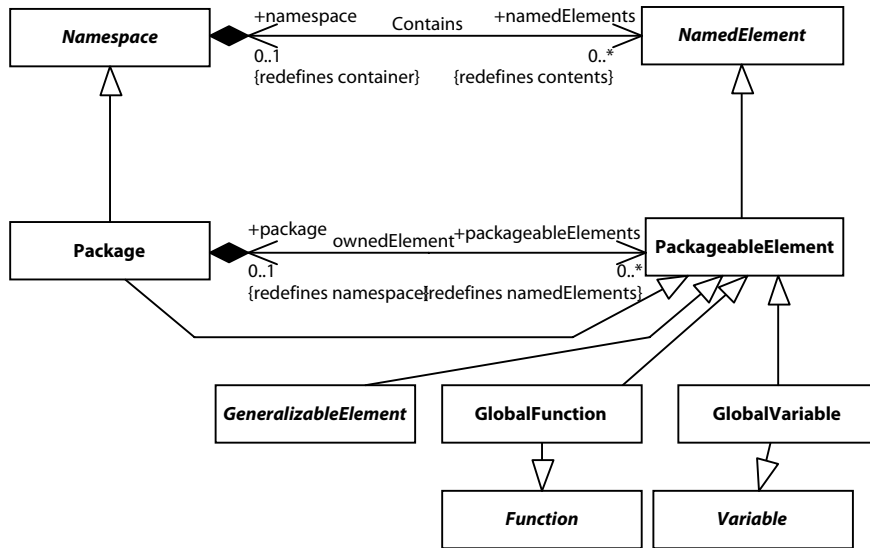 Namespace
+namespace
Contains
+namedElements
NamedElement
0..1
0..*
{redefines container}
{redefines contents}
Package
+package
ownedElement
+packageableElements
PackageableElement
0..1
0..*
{redefines namespace}
{redefines namedElements}
GeneralizableElement
GlobalFunction
GlobalVariable
Function
Variable